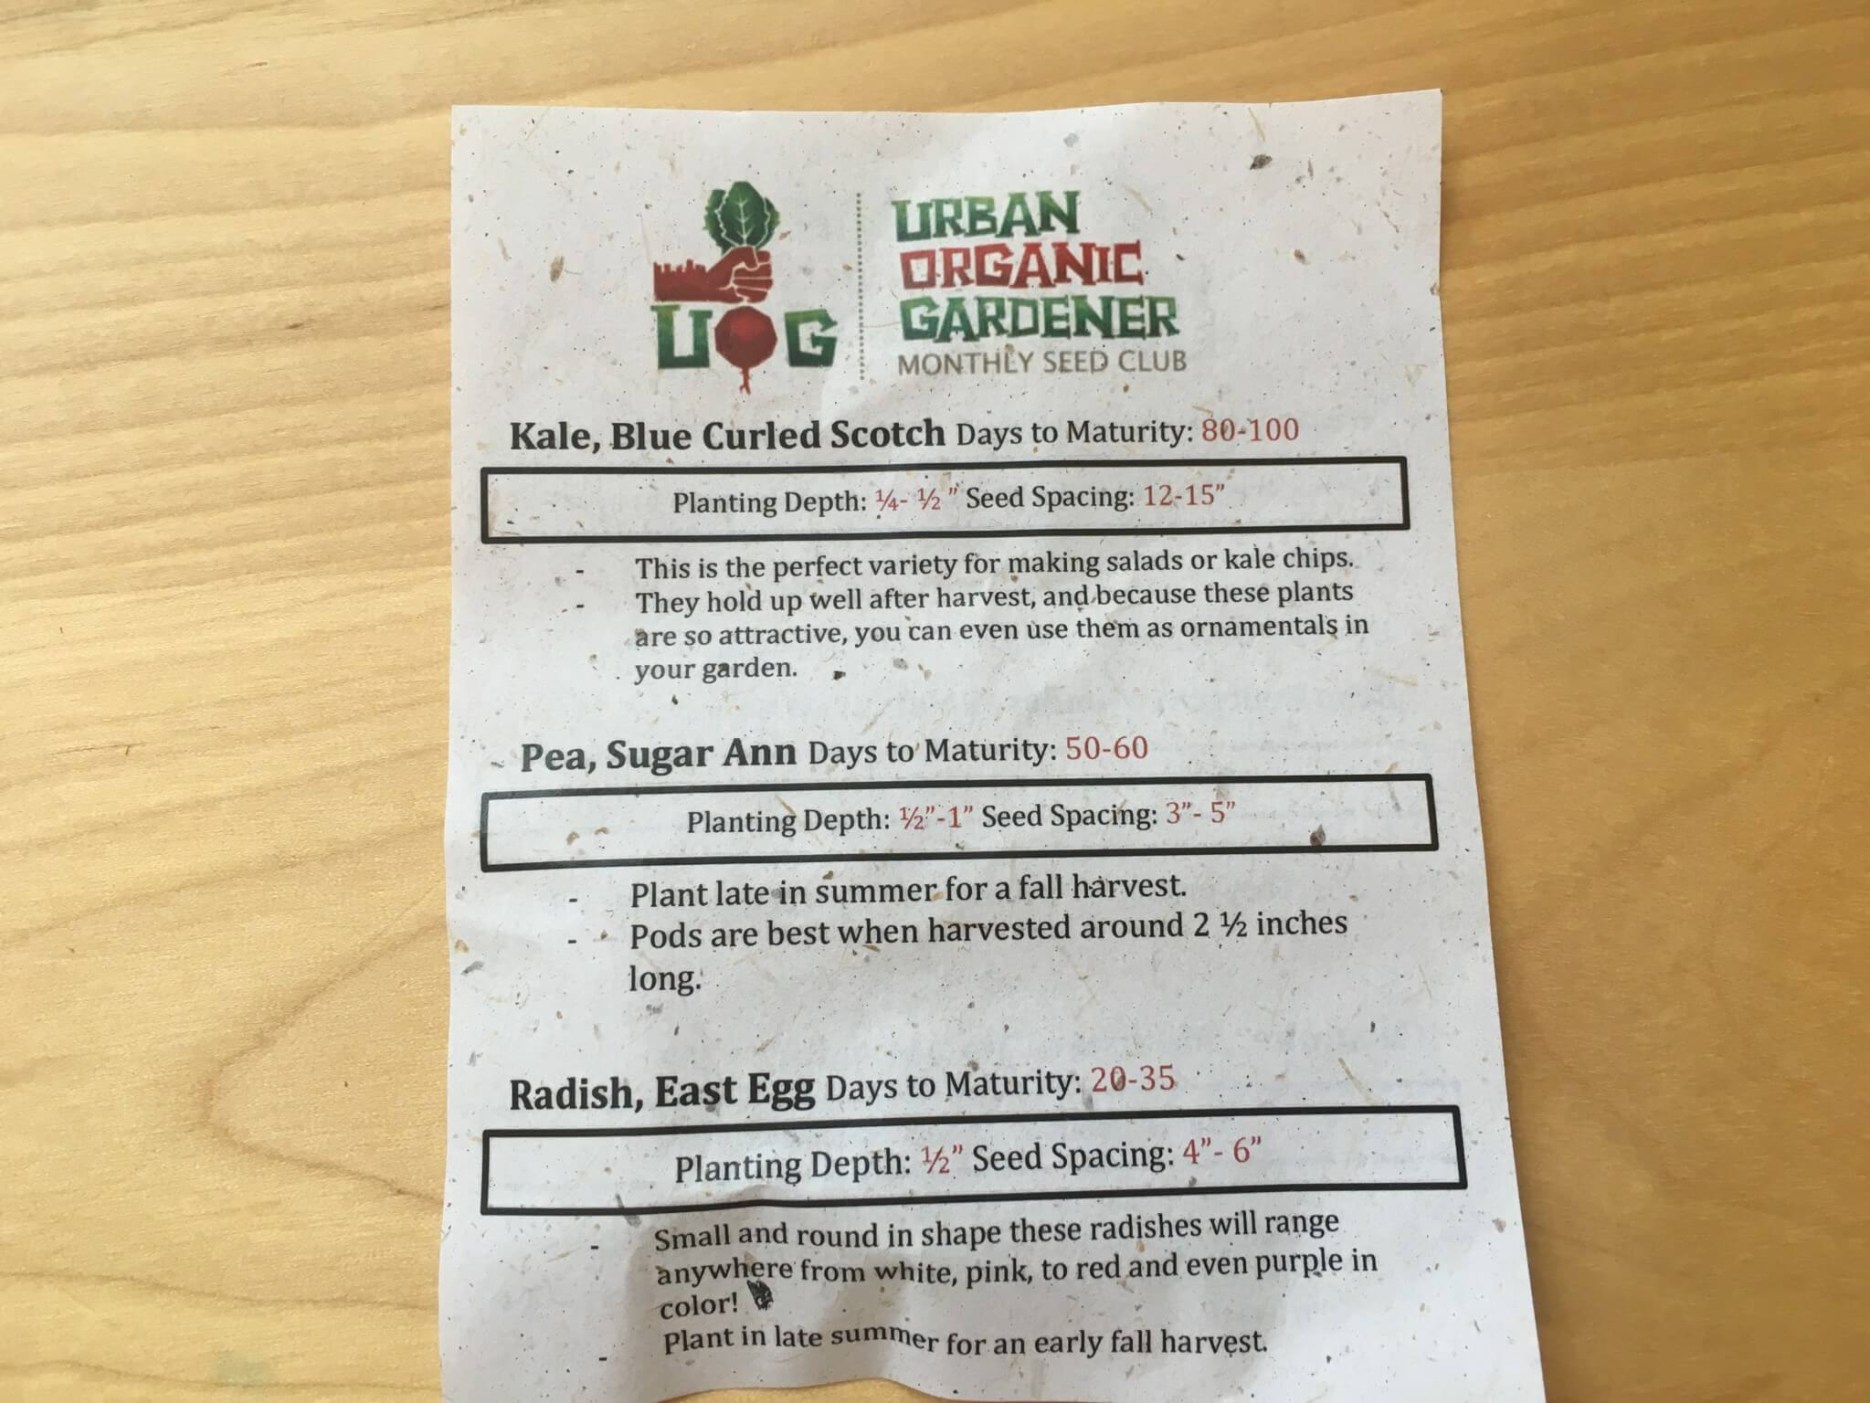 UOG
URBAN
ORGANIC
GARDENER
MONTHLY SEED CLUB
Kale, Blue Curled Scotch Days to Maturity: 80-100
Planting Depth: ¼- ½ ” Seed Spacing: 12-15”
- This is the perfect variety for making salads or kale chips.
- They hold up well after harvest, and because these plants
are so attractive, you can even use them as ornamentals in
your garden.
Pea, Sugar Ann Days to Maturity: 50-60
Planting Depth: ½”-1” Seed Spacing: 3”- 5”
- Plant late in summer for a fall harvest.
- Pods are best when harvested around 2 ½ inches
long.
Radish, East Egg Days to Maturity: 20-35
Planting Depth: ½” Seed Spacing: 4”- 6”
- Small and round in shape these radishes will range
anywhere from white, pink, to red and even purple in
color!
- Plant in late summer for an early fall harvest.